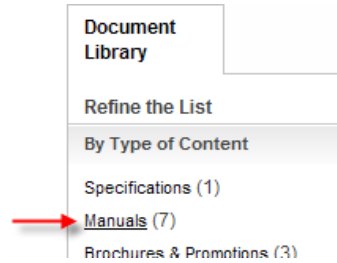 Document
Library
Refine the List
By Type of Content
Specifications (1)
Manuals (7)
Brochures & Promotions (3)